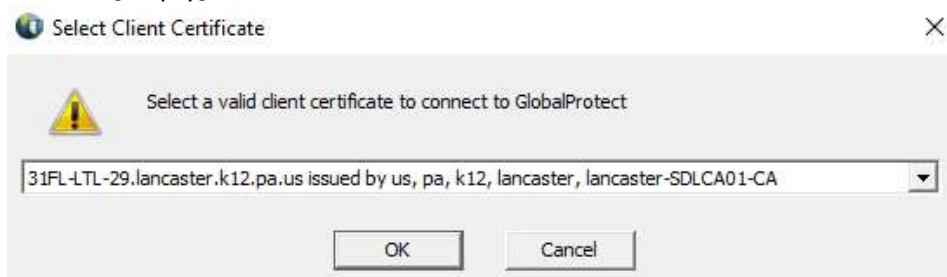 Select Client Certificate
Select a valid client certificate to connect to GlobalProtect
31FL-LTL-29.lancaster.k12.pa.us issued by us, pa, k12, lancaster, lancaster-SDLCA01-CA
OK Cancel